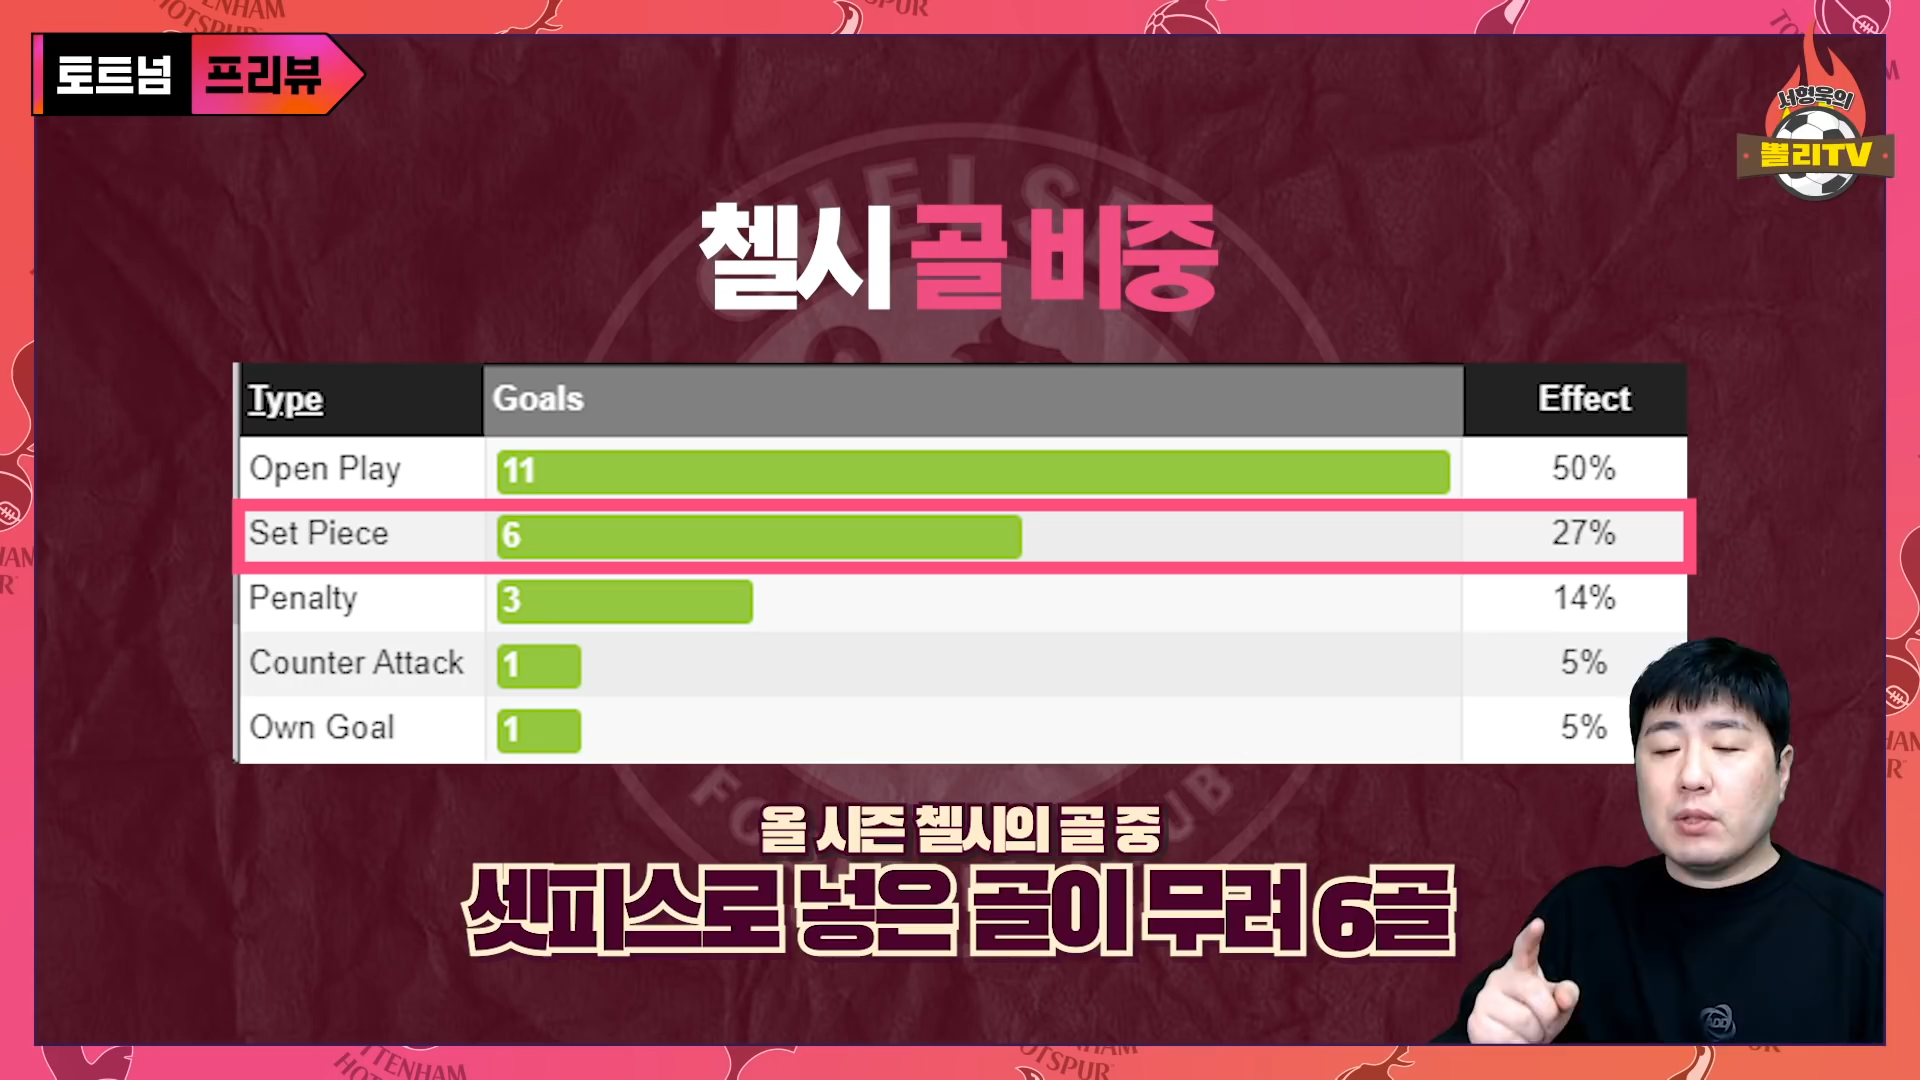 토트넘 프리뷰
서형욱의
뽈리TV
첼시 골 비중
CHELSEA
Type Goals Effect
Open Play 11 50%
Set Piece 6 27%
Penalty 3 14%
Counter Attack 1 5%
Own Goal 1 5%
올 시즌 첼시의 골 중
셋피스로 넣은 골이 무려 6골
TTENHAM